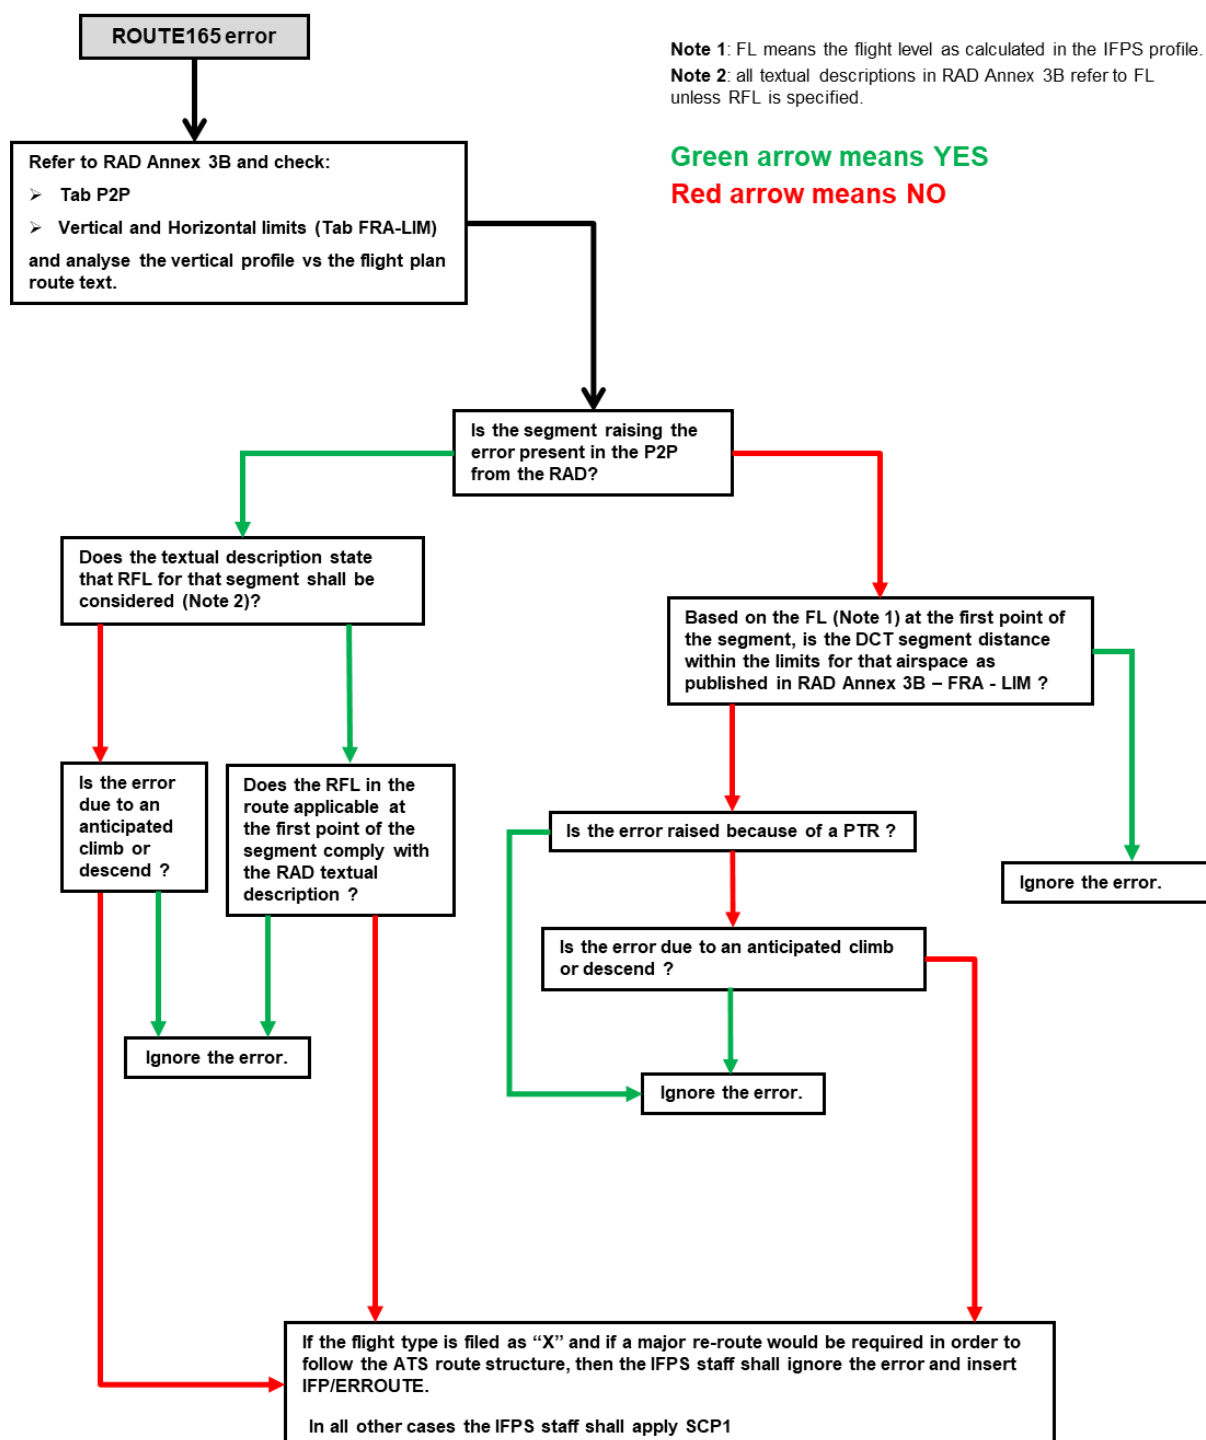 ROUTE165 error
Note 1: FL means the flight level as calculated in the IFPS profile.
Note 2: all textual descriptions in RAD Annex 3B refer to FL
unless RFL is specified.
Green arrow means YES
Red arrow means NO
Refer to RAD Annex 3B and check:
➢ Tab P2P
➢ Vertical and Horizontal limits (Tab FRA-LIM)
and analyse the vertical profile vs the flight plan
route text.
Is the segment raising the
error present in the P2P
from the RAD?
Does the textual description state
that RFL for that segment shall be
considered (Note 2)?
Based on the FL (Note 1) at the first point of
the segment, is the DCT segment distance
within the limits for that airspace as
published in RAD Annex 3B – FRA - LIM ?
Is the error
due to an
anticipated
climb or
descend ?
Does the RFL in the
route applicable at
the first point of the
segment comply with
the RAD textual
description ?
Is the error raised because of a PTR ?
Ignore the error.
Is the error due to an anticipated climb
or descend ?
Ignore the error.
Ignore the error.
If the flight type is filed as “X” and if a major re-route would be required in order to
follow the ATS route structure, then the IFPS staff shall ignore the error and insert
IFP/ERROUTE.
In all other cases the IFPS staff shall apply SCP1